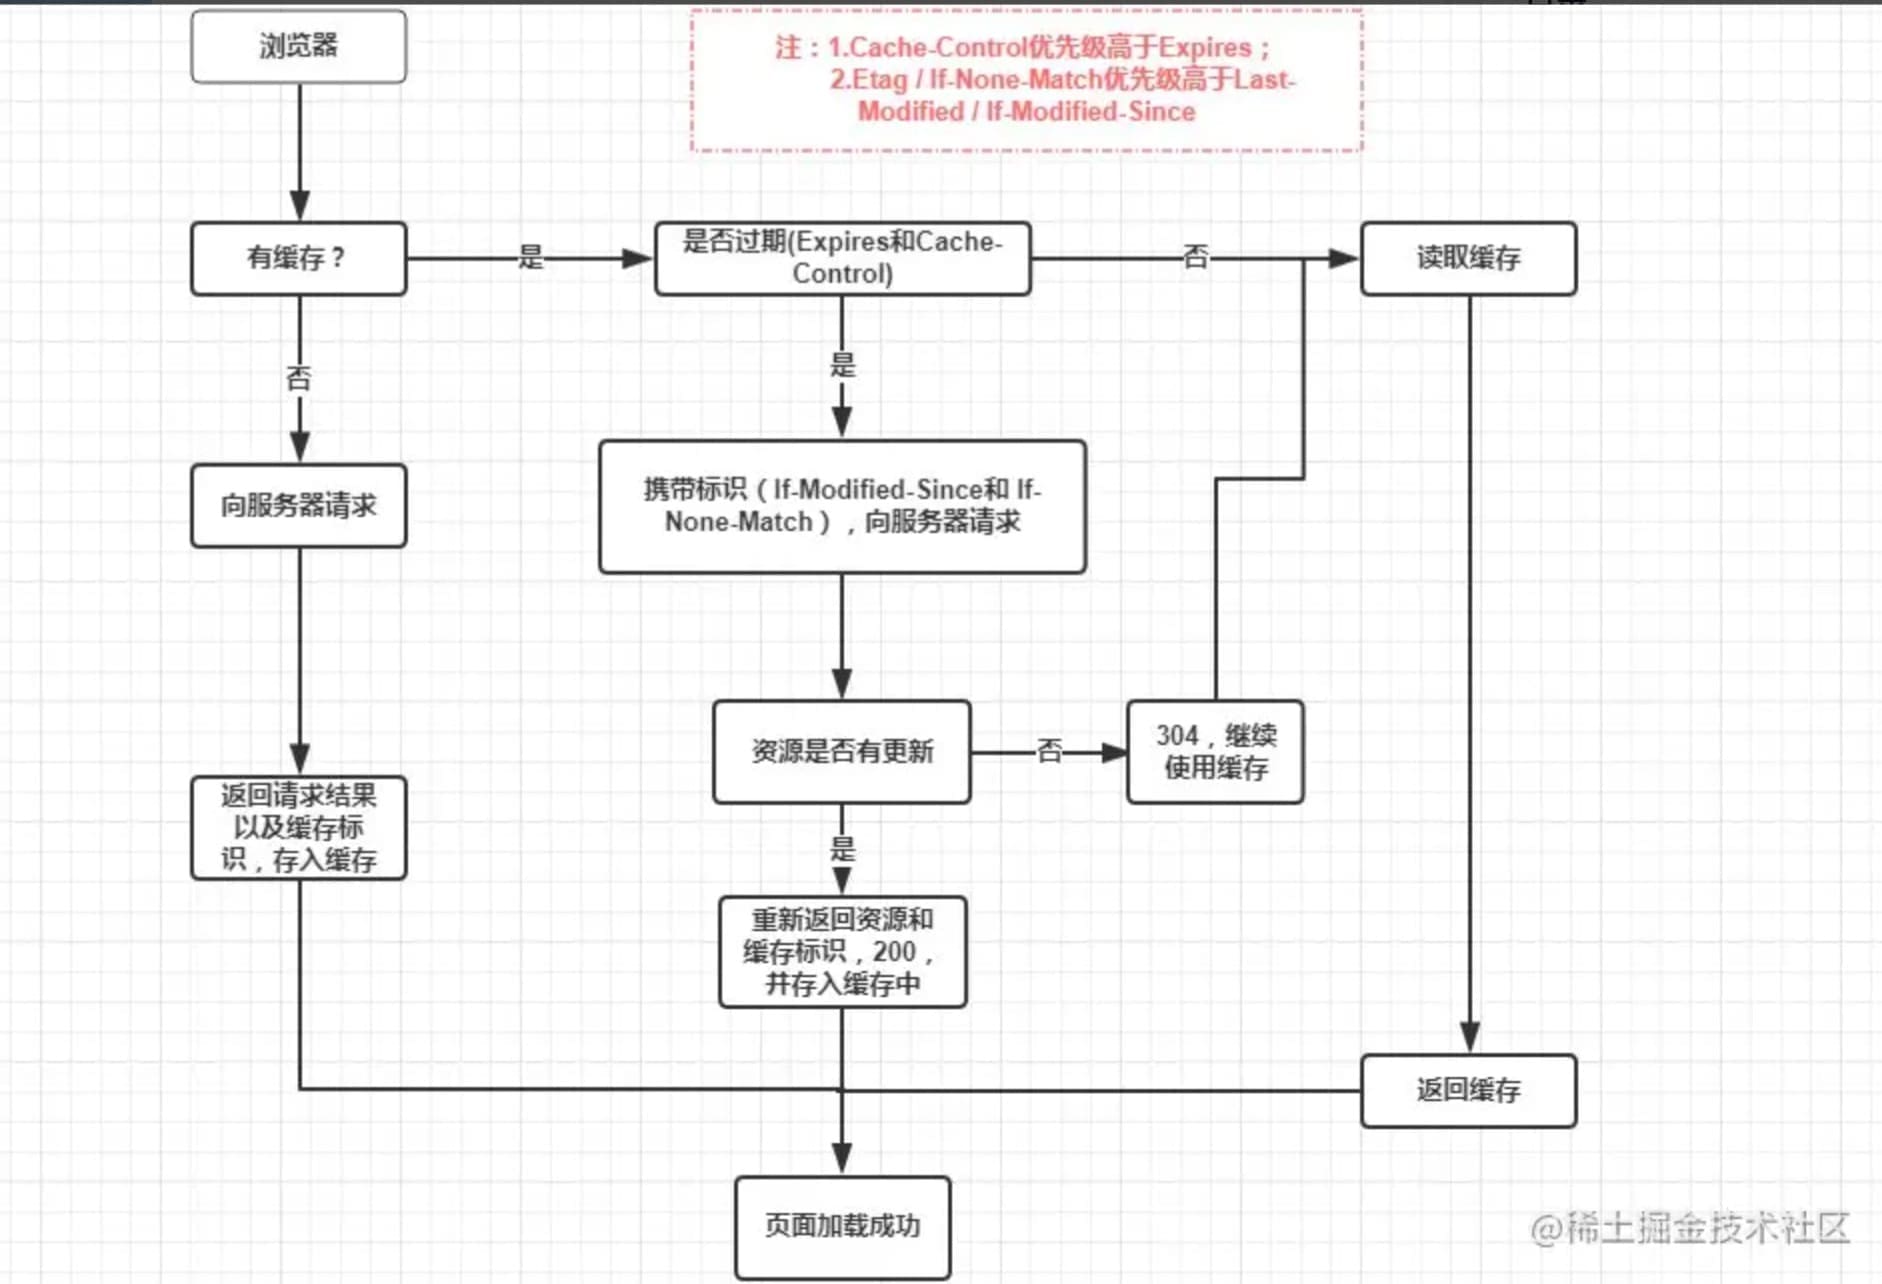 浏览器
注：1.Cache-Control优先级高于Expires；
2.Etag / If-None-Match优先级高于Last-
Modified / If-Modified-Since
有缓存？
是
是否过期(Expires和Cache-
Control)
否
读取缓存
否
是
向服务器请求
携带标识（If-Modified-Since和 If-
None-Match），向服务器请求
资源是否有更新
否
304，继续
使用缓存
返回请求结果
以及缓存标
识，存入缓存
是
重新返回资源和
缓存标识，200，
并存入缓存中
返回缓存
页面加载成功
@稀土掘金技术社区